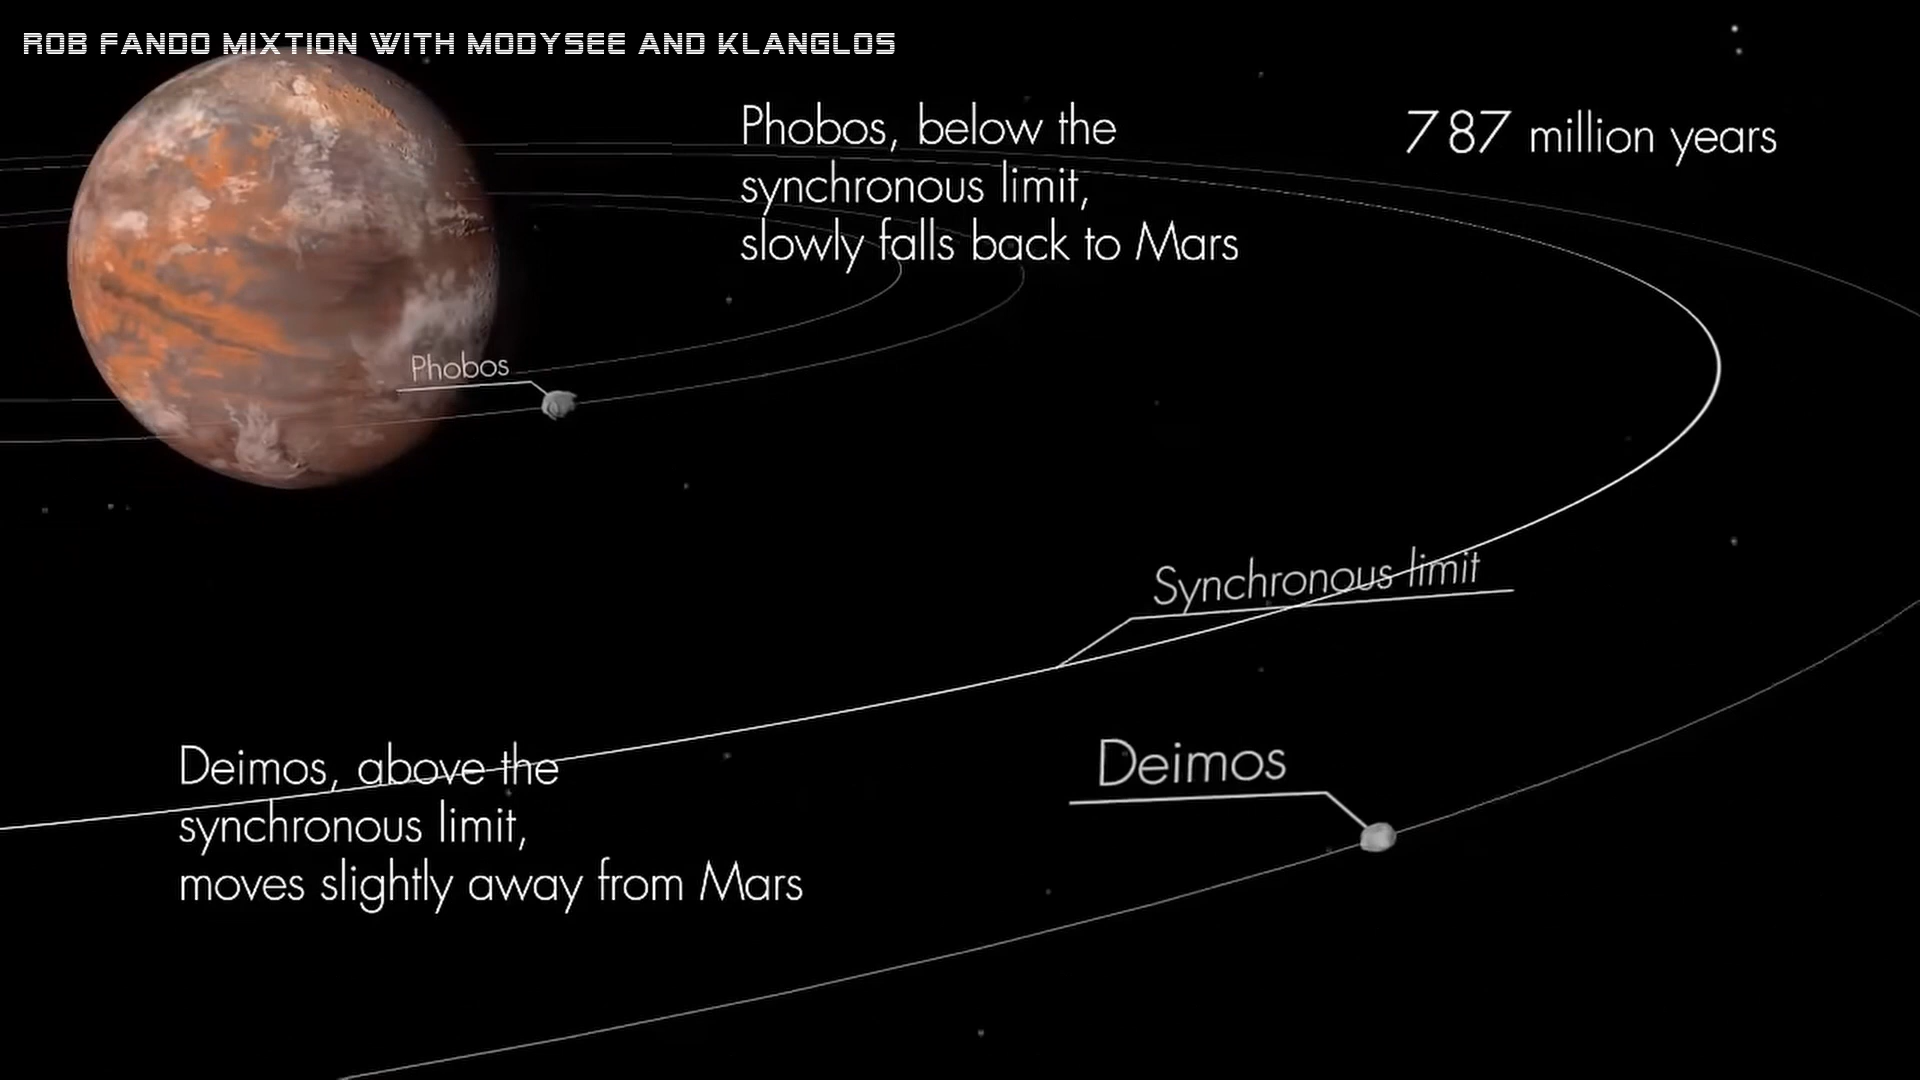 ROB FANDO MIXTION WITH MODYSEE AND KLANGLOS
Phobos, below the
synchronous limit,
slowly falls back to Mars
787 million years
Phobos
Synchronous limit
Deimos
Deimos, above the
synchronous limit,
moves slightly away from Mars